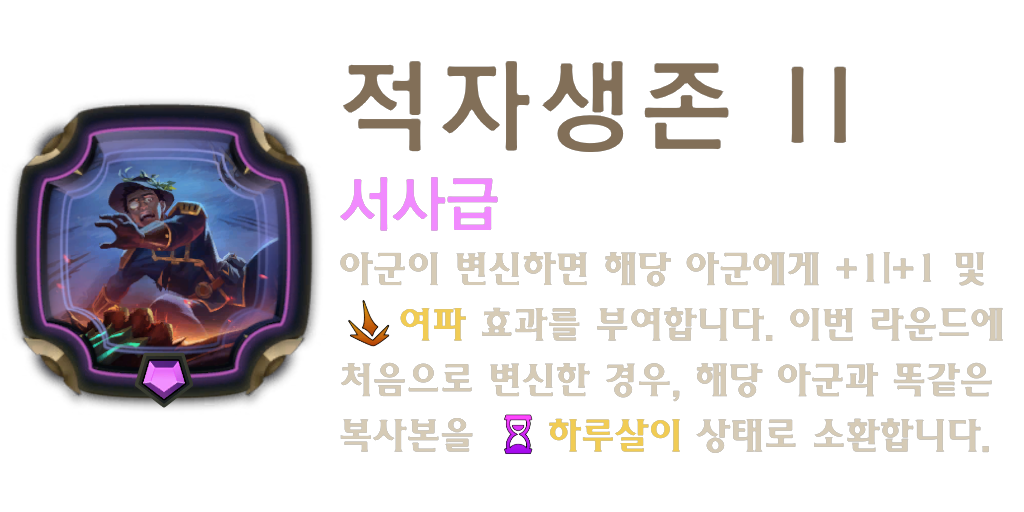 적자생존 II
서사급
아군이 변신하면 해당 아군에게 +1|+1 및
여파 효과를 부여합니다. 이번 라운드에
처음으로 변신한 경우, 해당 아군과 똑같은
복사본을 하루살이 상태로 소환합니다.